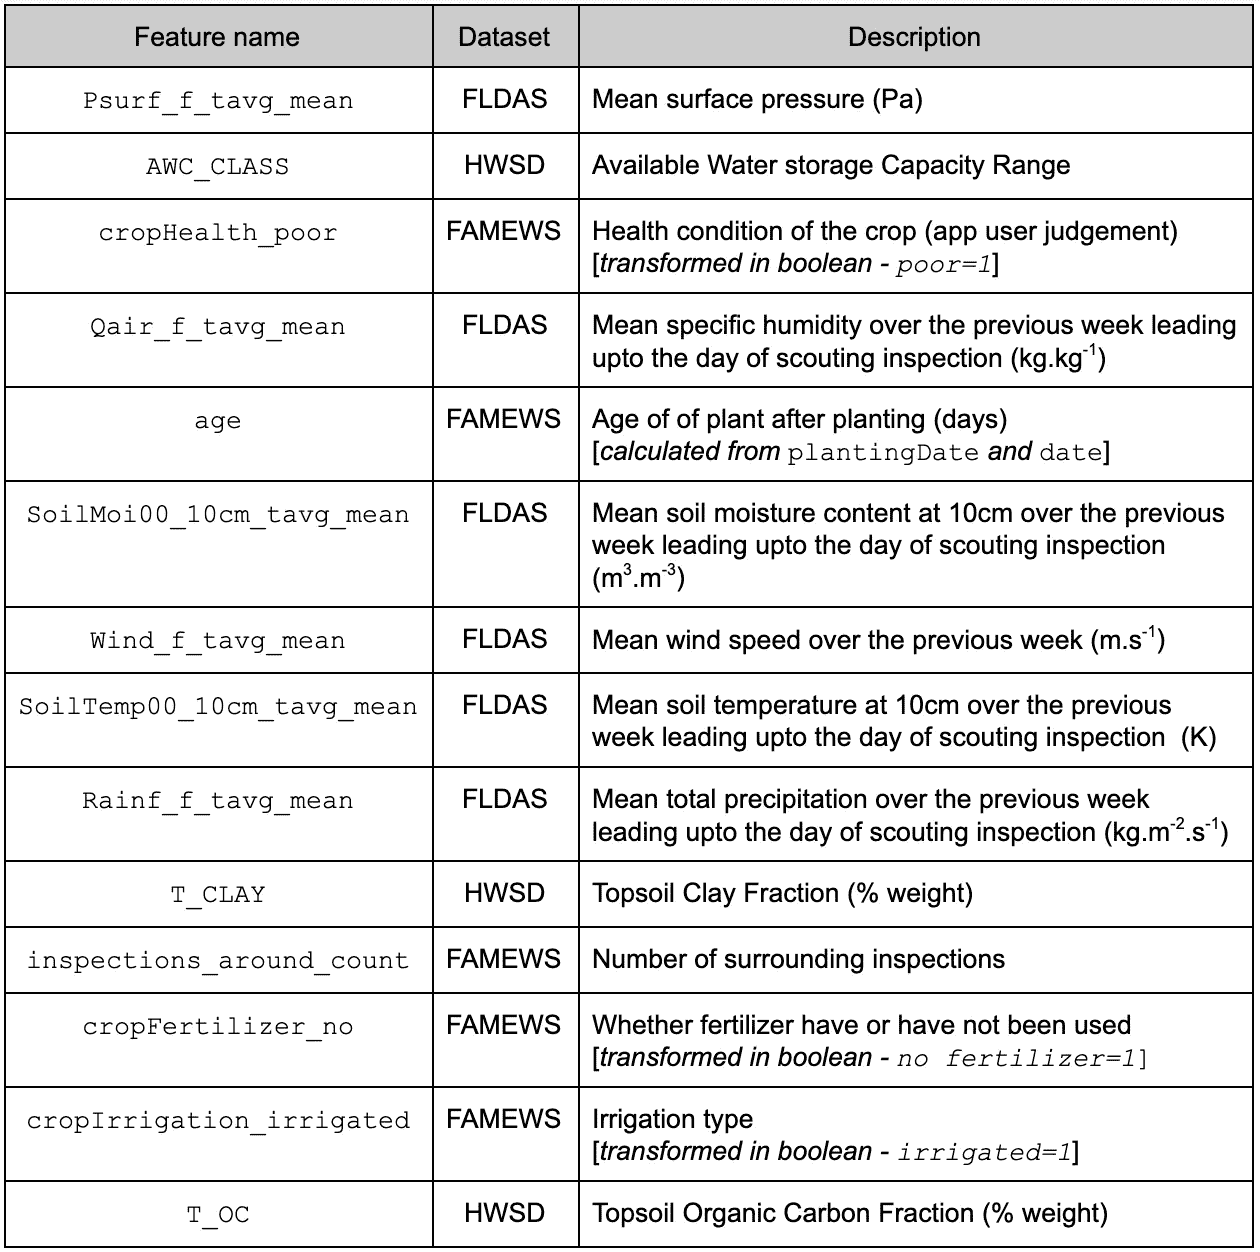 Feature name Dataset Description
Psurf_f_tavg_mean FLDAS Mean surface pressure (Pa)
AWC_CLASS HWSD Available Water storage Capacity Range
cropHealth_poor FAMEWS Health condition of the crop (app user judgement)
[transformed in boolean - poor=1]
Qair_f_tavg_mean FLDAS Mean specific humidity over the previous week leading
upto the day of scouting inspection (kg.kg⁻¹)
age FAMEWS Age of of plant after planting (days)
[calculated from plantingDate and date]
SoilMoi00_10cm_tavg_mean FLDAS Mean soil moisture content at 10cm over the previous
week leading upto the day of scouting inspection
(m³.m⁻³)
Wind_f_tavg_mean FLDAS Mean wind speed over the previous week (m.s⁻¹)
SoilTemp00_10cm_tavg_mean FLDAS Mean soil temperature at 10cm over the previous
week leading upto the day of scouting inspection (K)
Rainf_f_tavg_mean FLDAS Mean total precipitation over the previous week
leading upto the day of scouting inspection (kg.m⁻².s⁻¹)
T_CLAY HWSD Topsoil Clay Fraction (% weight)
inspections_around_count FAMEWS Number of surrounding inspections
cropFertilizer_no FAMEWS Whether fertilizer have or have not been used
[transformed in boolean - no fertilizer=1]
cropIrrigation_irrigated FAMEWS Irrigation type
[transformed in boolean - irrigated=1]
T_OC HWSD Topsoil Organic Carbon Fraction (% weight)